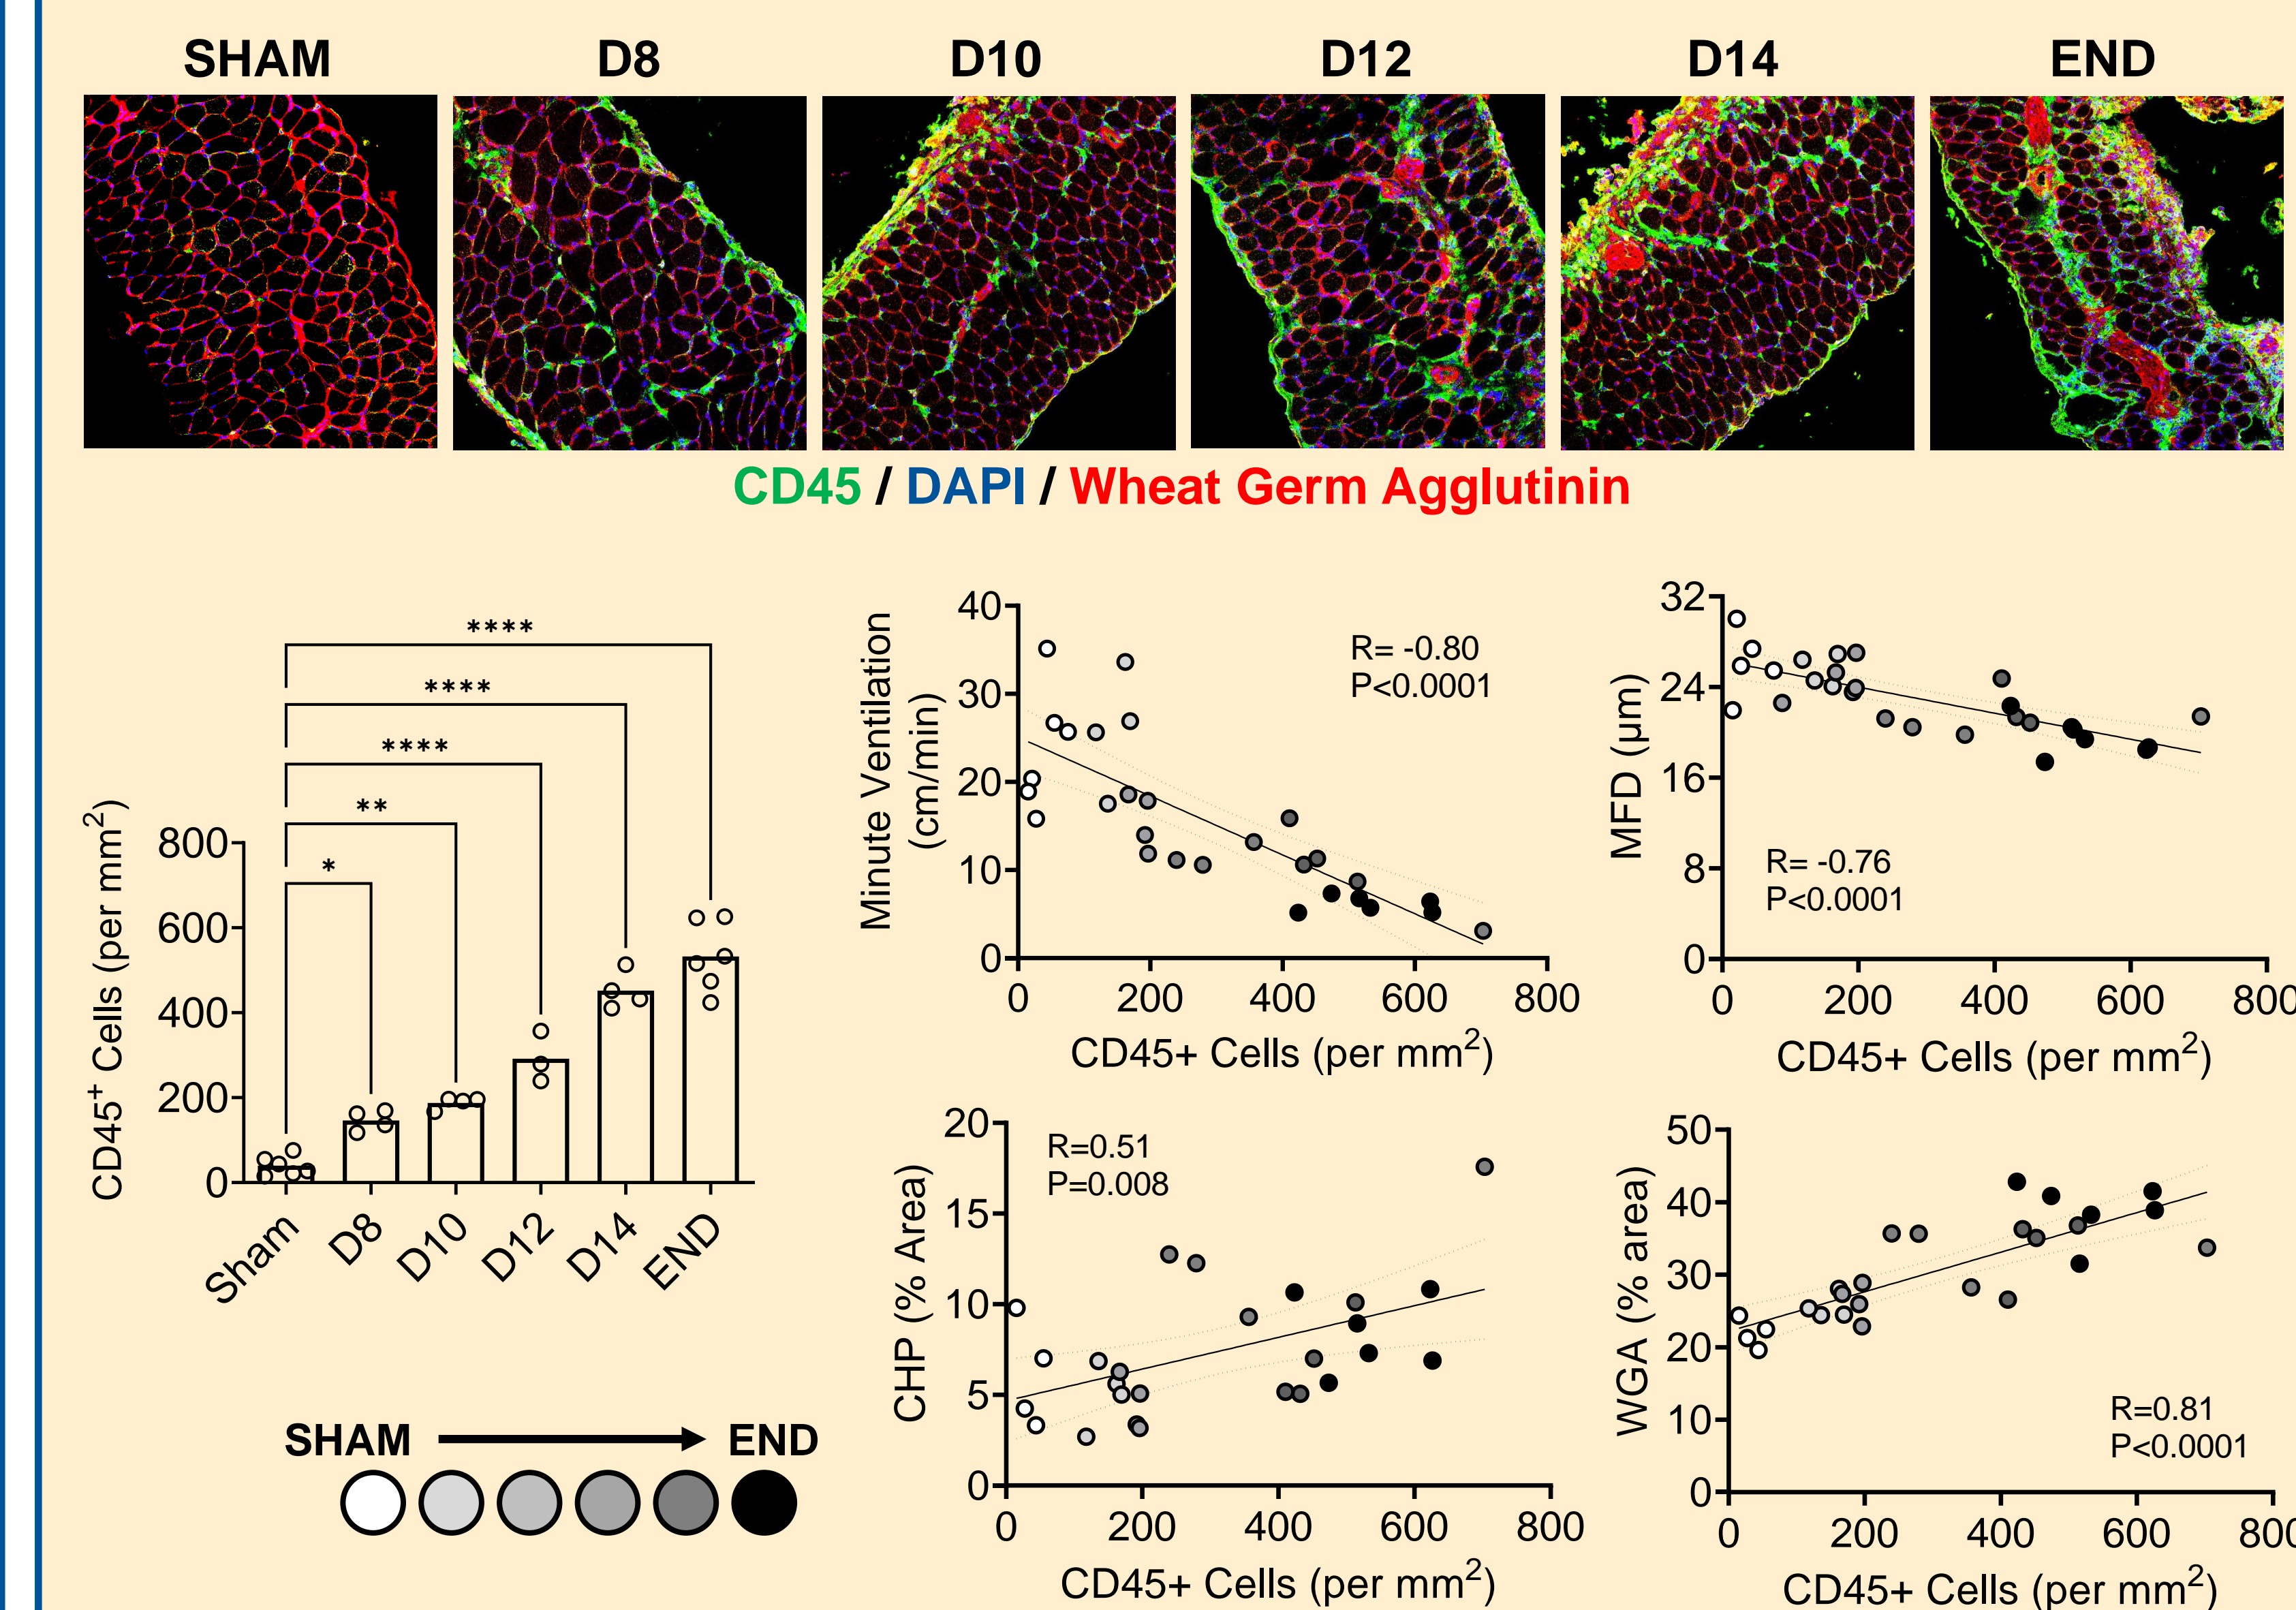 SHAM D8 D10 D12 D14 END
CD45 / DAPI / Wheat Germ Agglutinin
CD45⁺ Cells (per mm²)
800
600
400
200
0
*
**
****
****
****
Sham D8 D10 D12 D14 END
SHAM END
Minute Ventilation
(cm/min)
40
30
20
10
0
R= -0.80
P<0.0001
0 200 400 600 800
CD45+ Cells (per mm²)
MFD (µm)
32
24
16
8
0
R= -0.76
P<0.0001
0 200 400 600 800
CD45+ Cells (per mm²)
CHP (% Area)
20
15
10
5
0
R=0.51
P=0.008
0 200 400 600 800
CD45+ Cells (per mm²)
WGA (% area)
50
40
30
20
10
0
R=0.81
P<0.0001
0 200 400 600 800
CD45+ Cells (per mm²)